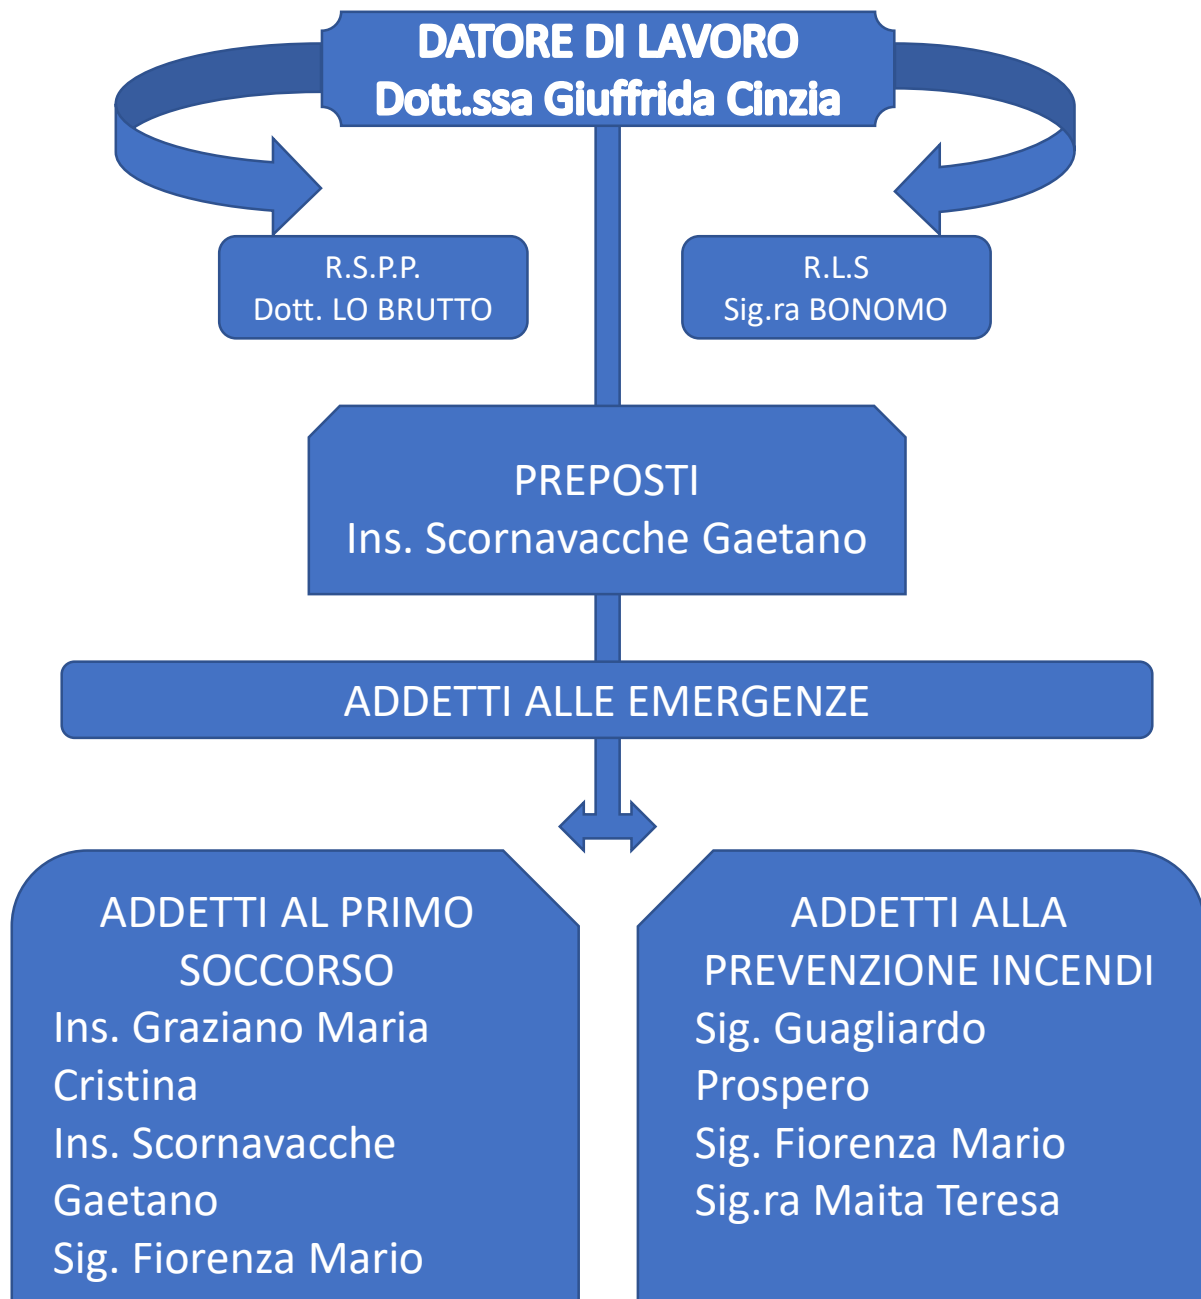 DATORE DI LAVORO
Dott.ssa Giuffrida Cinzia
R.S.P.P.
Dott. LO BRUTTO
R.L.S
Sig.ra BONOMO
PREPOSTI
Ins. Scornavacche Gaetano
ADDETTI ALLE EMERGENZE
ADDETTI AL PRIMO
SOCCORSO
Ins. Graziano Maria
Cristina
Ins. Scornavacche
Gaetano
Sig. Fiorenza Mario
ADDETTI ALLA
PREVENZIONE INCENDI
Sig. Guagliardo
Prospero
Sig. Fiorenza Mario
Sig.ra Maita Teresa